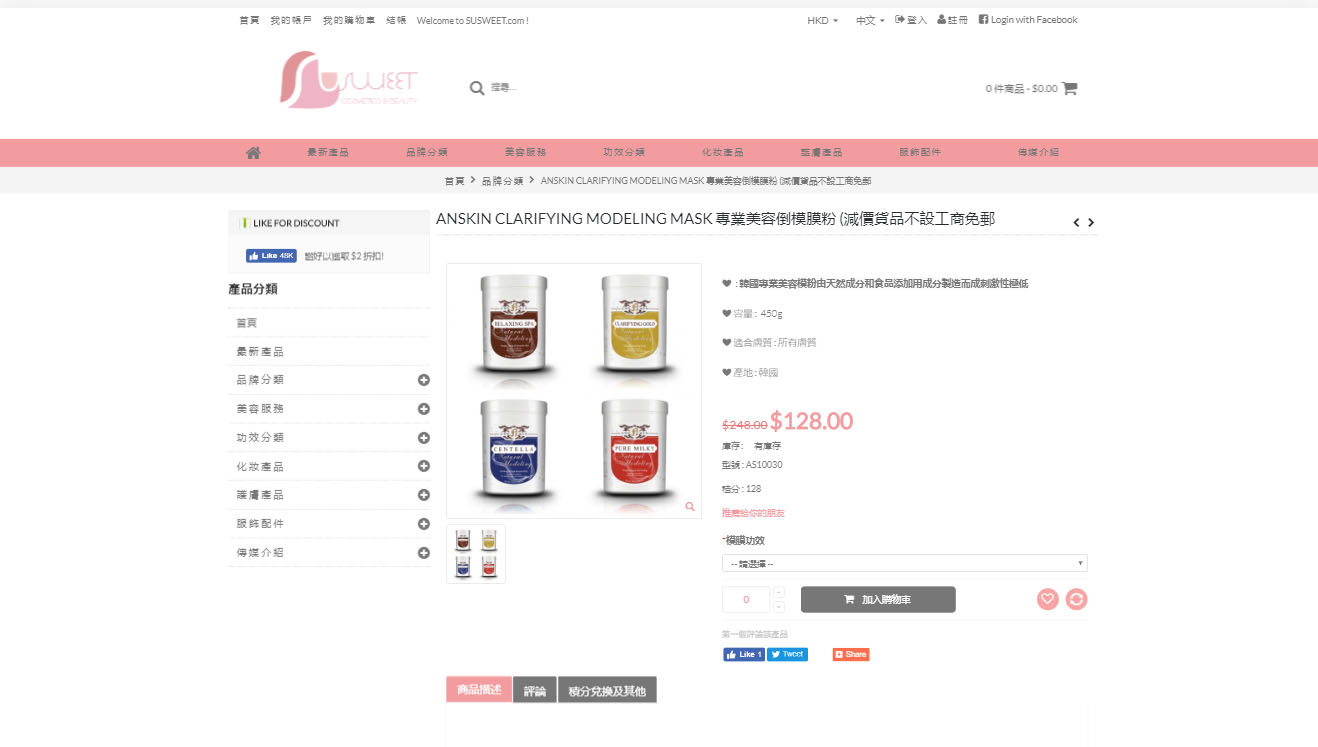 首頁 我的帳戶 我的購物車 結帳 Welcome to SUSWEET.com !
HKD 中文 登入 註冊 Login with Facebook
SUSWEET
COSMETICS & BEAUTY
搜尋...
0 件商品 - $0.00
最新產品 品牌分類 美容服務 功效分類 化妝產品 護膚產品 服飾配件 傳媒介紹
首頁 品牌分類 ANSKIN CLARIFYING MODELING MASK 專業美容倒模膜粉 (減價貨品不設工商免郵
LIKE FOR DISCOUNT
Like 48K
讚好以獲取 $2 折扣!
產品分類
首頁
最新產品
品牌分類
美容服務
功效分類
化妝產品
護膚產品
服飾配件
傳媒介紹
ANSKIN CLARIFYING MODELING MASK 專業美容倒模膜粉 (減價貨品不設工商免郵
RELAXING SPA
Natural
Modeling
CLARIFYING GOLD
Natural
Modeling
CENTELLA
Natural
Modeling
PURE MILKY
Natural
Modeling
: 韓國專業美容模粉由天然成分和食品添加用成分製造而成刺激性極低
容量 : 450g
適合膚質 : 所有膚質
產地 : 韓國
$248.00 $128.00
庫存 : 有庫存
型號 : AS10030
積分 : 128
推薦給你的朋友
*模膜功效
-- 請選擇 --
0
加入購物車
第一個評論該產品
Like 1 Tweet Share
商品描述 評論 積分兌換及其他